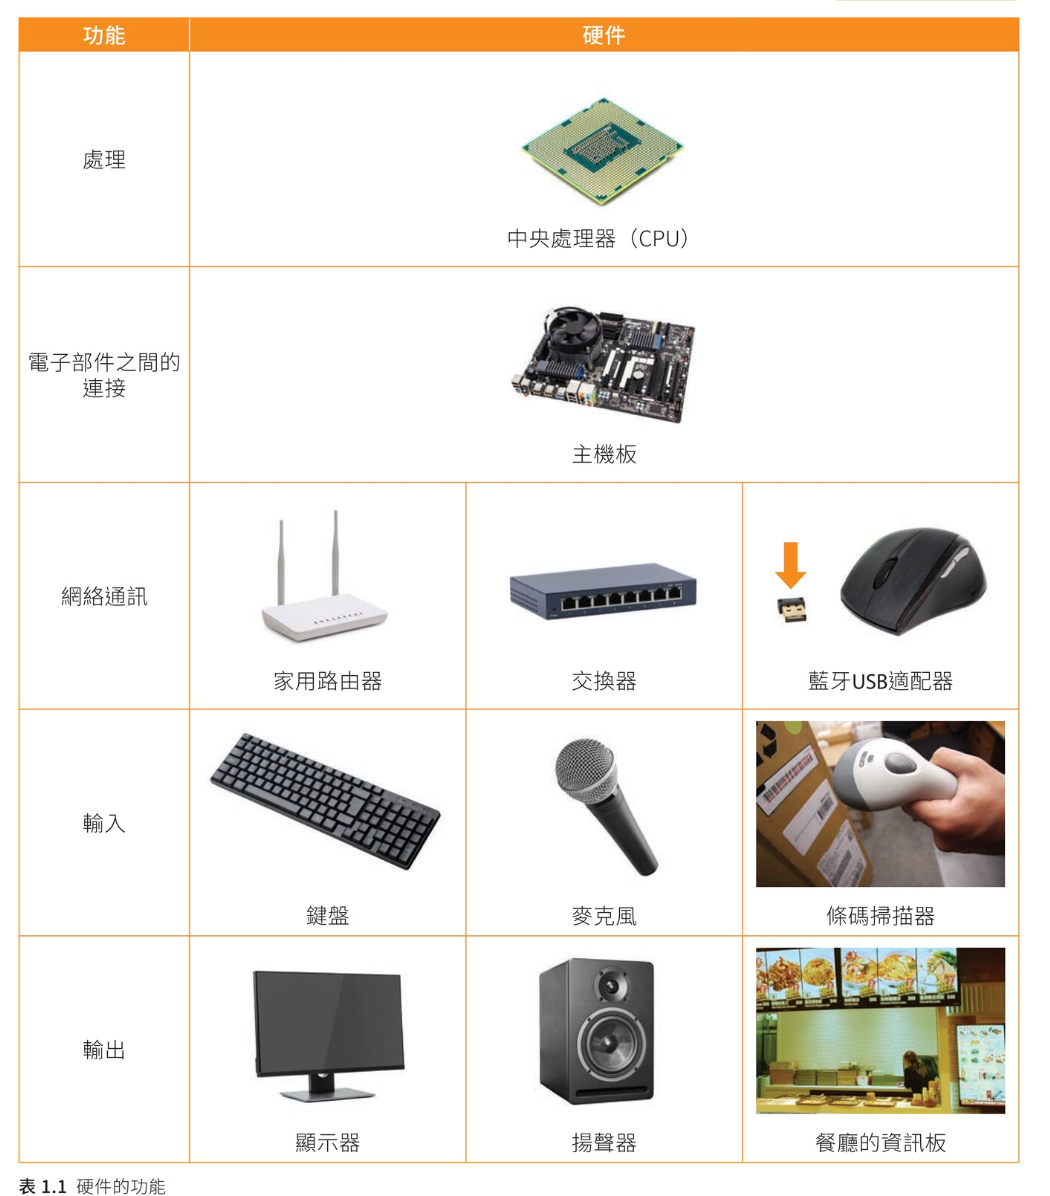 功能
硬件
處理
中央處理器（CPU）
電子部件之間的
連接
主機板
網絡通訊
家用路由器
交換器
藍牙USB適配器
輸入
鍵盤
麥克風
條碼掃描器
輸出
顯示器
揚聲器
餐廳的資訊板
表 1.1 硬件的功能